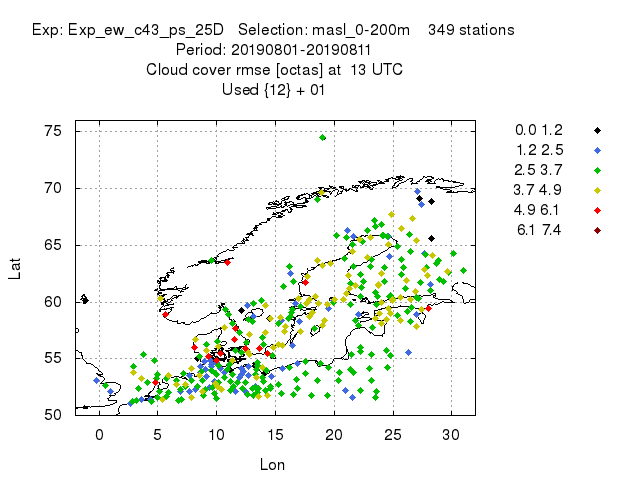 Exp: Exp_ew_c43_ps_25D   Selection: masl_0-200m    349 stations
Period: 20190801-20190811
Cloud cover rmse [octas] at  13 UTC
Used {12} + 01
75
70
65
60
55
50
Lat
0 5 10 15 20 25 30
Lon
0.0 1.2
1.2 2.5
2.5 3.7
3.7 4.9
4.9 6.1
6.1 7.4